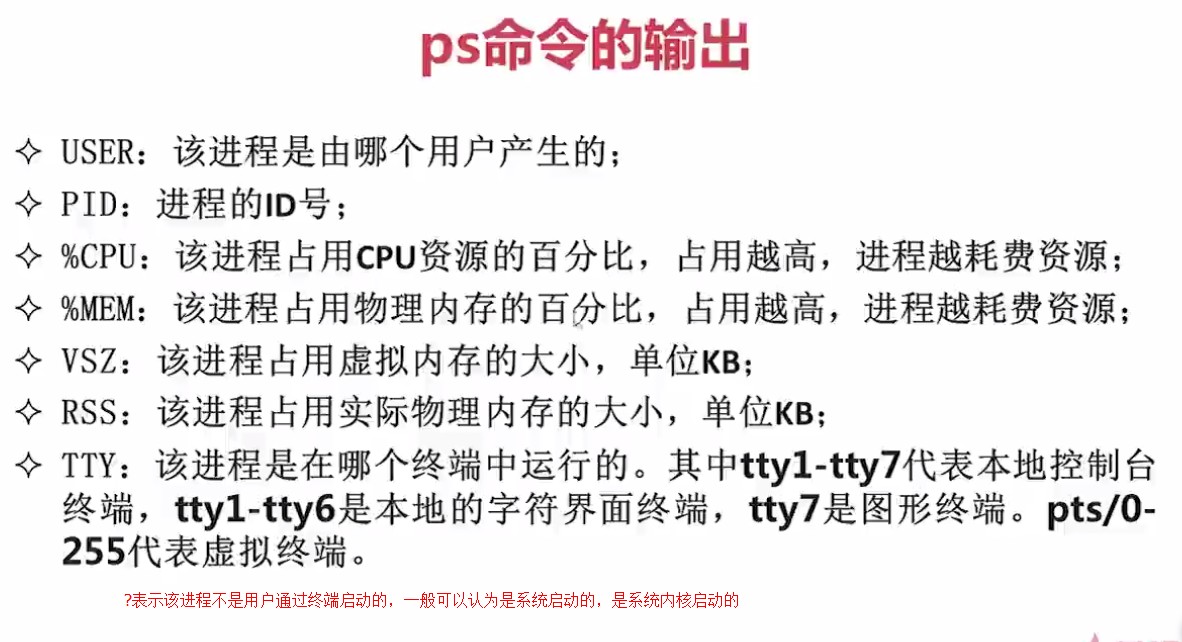 ps命令的输出
✧ USER：该进程是由哪个用户产生的；
✧ PID：进程的ID号；
✧ %CPU：该进程占用CPU资源的百分比，占用越高，进程越耗费资源；
✧ %MEM：该进程占用物理内存的百分比，占用越高，进程越耗费资源；
✧ VSZ：该进程占用虚拟内存的大小，单位KB；
✧ RSS：该进程占用实际物理内存的大小，单位KB；
✧ TTY：该进程是在哪个终端中运行的。其中tty1-tty7代表本地控制台
终端，tty1-tty6是本地的字符界面终端，tty7是图形终端。pts/0-
255代表虚拟终端。
?表示该进程不是用户通过终端启动的，一般可以认为是系统启动的，是系统内核启动的